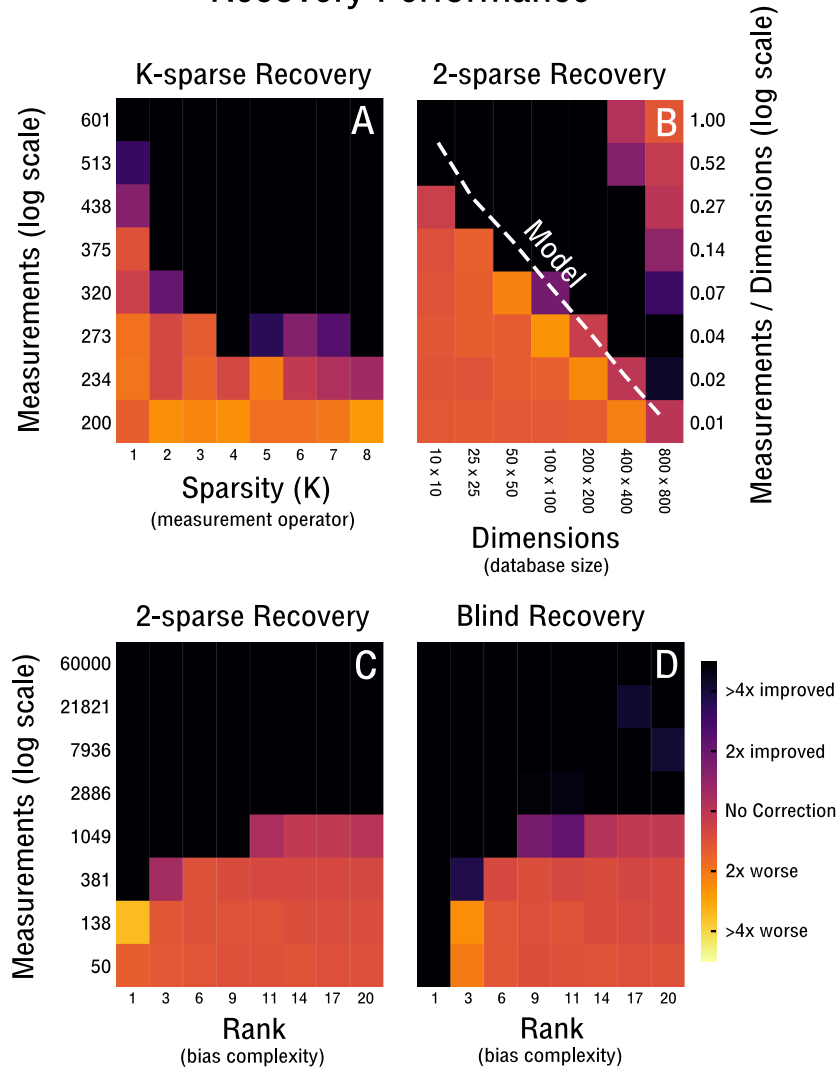 Recovery Performance
K-sparse Recovery
2-sparse Recovery
Measurements (log scale)
601
513
438
375
320
273
234
200
A
1 2 3 4 5 6 7 8
Sparsity (K)
(measurement operator)
B
Model
1.00
0.52
0.27
0.14
0.07
0.04
0.02
0.01
Measurements / Dimensions (log scale)
10 x 10
25 x 25
50 x 50
100 x 100
200 x 200
400 x 400
800 x 800
Dimensions
(database size)
2-sparse Recovery
Blind Recovery
Measurements (log scale)
60000
21821
7936
2886
1049
381
138
50
C
1 3 6 9 11 14 17 20
Rank
(bias complexity)
D
1 3 6 9 11 14 17 20
Rank
(bias complexity)
>4x improved
2x improved
No Correction
2x worse
>4x worse